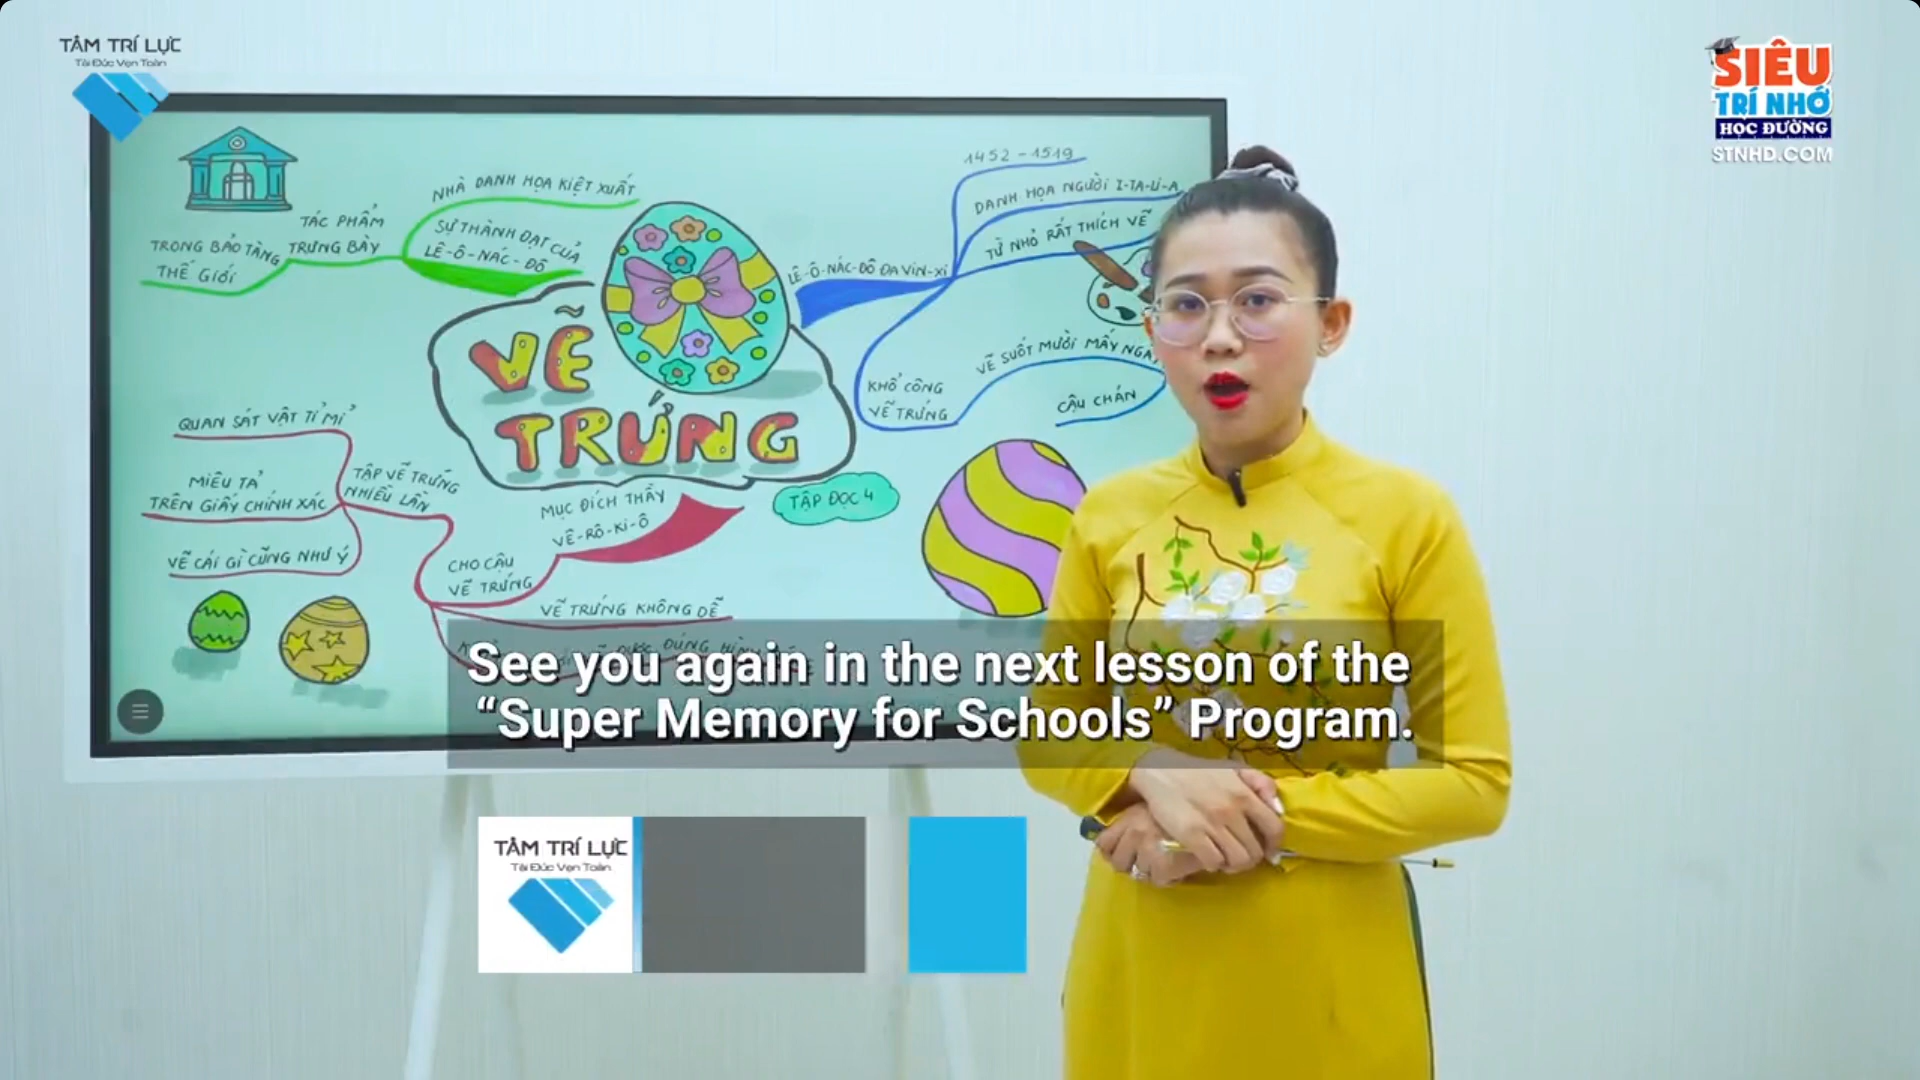 TÂM TRÍ LỰC
Tài Đức Vẹn Toàn
SIÊU
TRÍ NHỚ
HỌC ĐƯỜNG
STNHD.COM
NHÀ DANH HỌA KIỆT XUẤT
SỰ THÀNH ĐẠT CỦA
LÊ-Ô-NÁC-ĐÔ
TÁC PHẨM
TRƯNG BÀY
TRONG BẢO TÀNG
THẾ GIỚI
1452 - 1519
DANH HỌA NGƯỜI I-TA-LI-A
TỪ NHỎ RẤT THÍCH VẼ
LÊ-Ô-NÁC-ĐÔ ĐA VIN-XI
VẼ SUỐT MƯỜI MẤY
KHỔ CÔNG
VẼ TRỨNG
CẬU CHÁN
VẼ
TRỨNG
TẬP ĐỌC 4
QUAN SÁT VẬT TỈ MỈ
MIÊU TẢ
TRÊN GIẤY CHÍNH XÁC
VẼ CÁI GÌ CŨNG NHƯ Ý
TẬP VẼ TRỨNG
NHIỀU LẦN
MỤC ĐÍCH THẦY
VÊ-RÔ-KI-Ô
CHO CẬU
VẼ TRỨNG
VẼ TRỨNG KHÔNG DỄ
See you again in the next lesson of the
“Super Memory for Schools” Program.
TÂM TRÍ LỰC
Tài Đức Vẹn Toàn